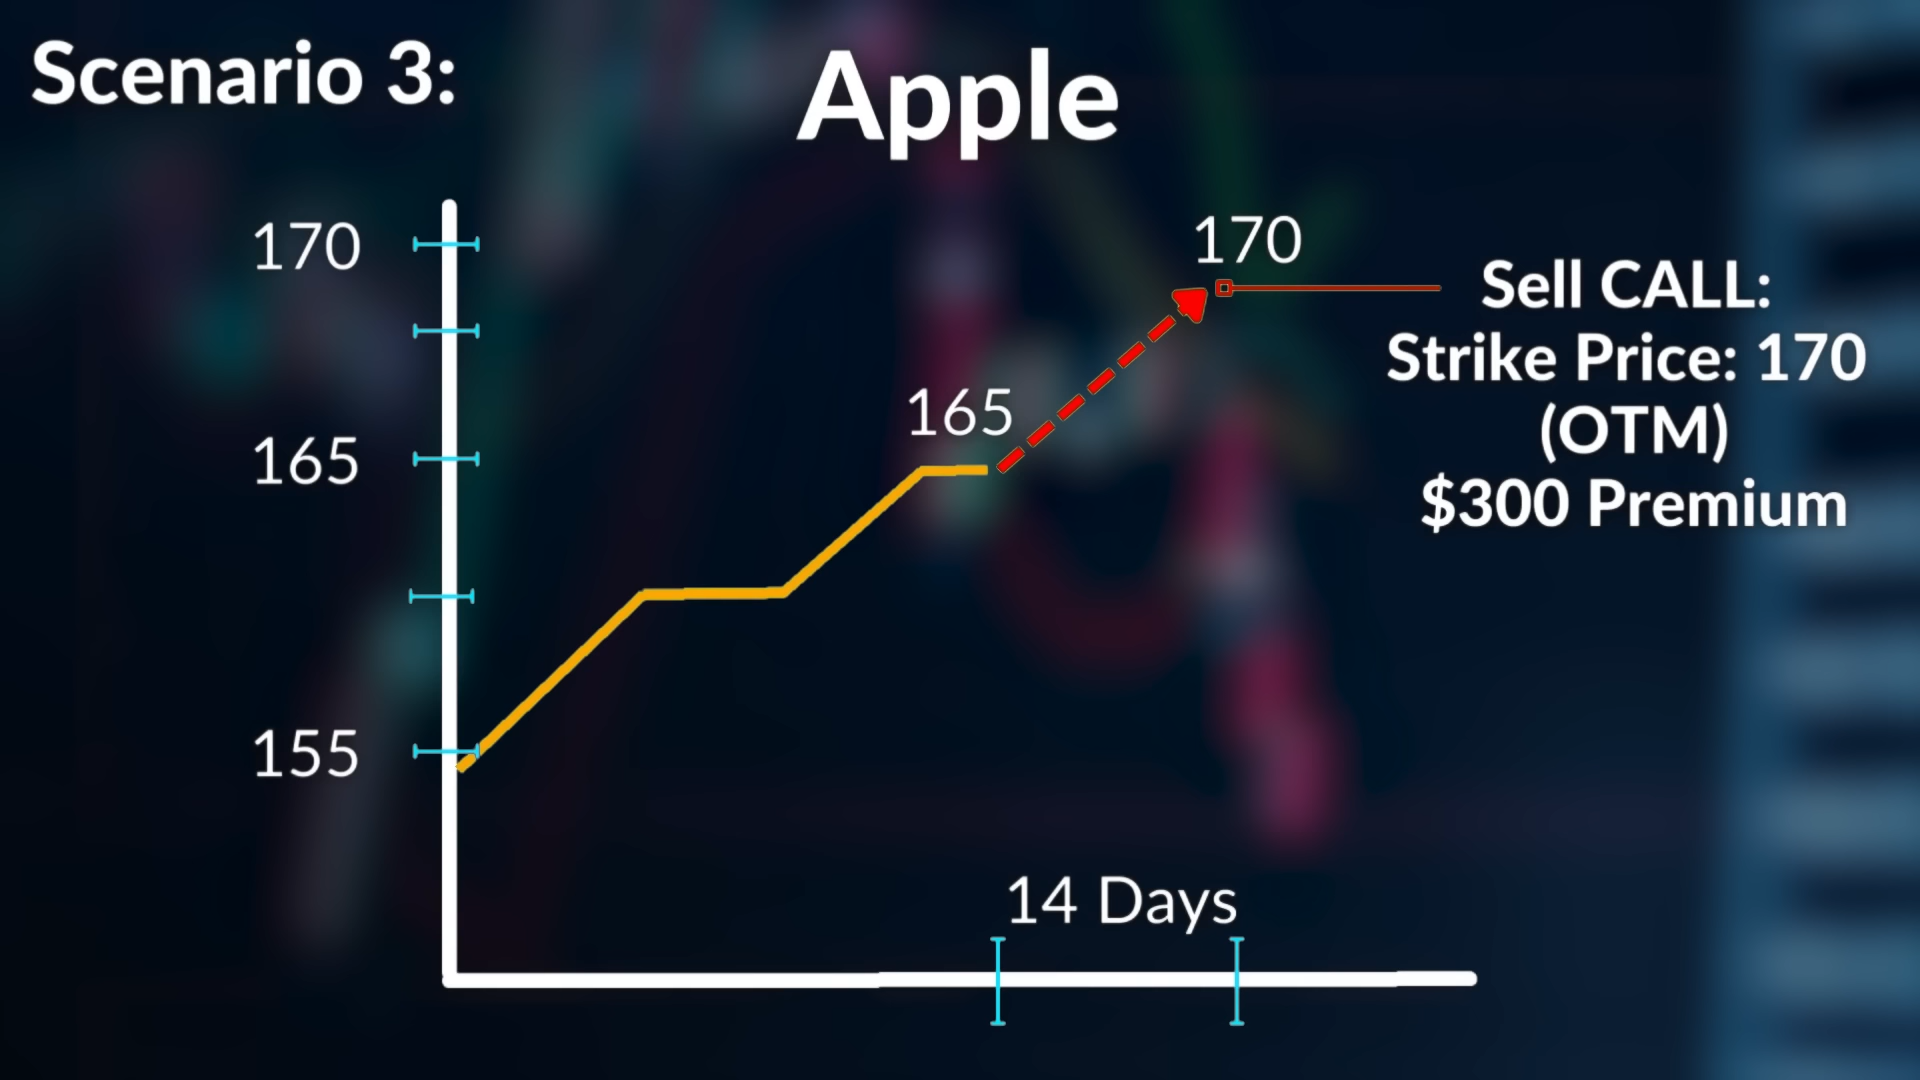 Scenario 3:
Apple
170
170
Sell CALL:
Strike Price: 170
(OTM)
$300 Premium
165
165
155
14 Days